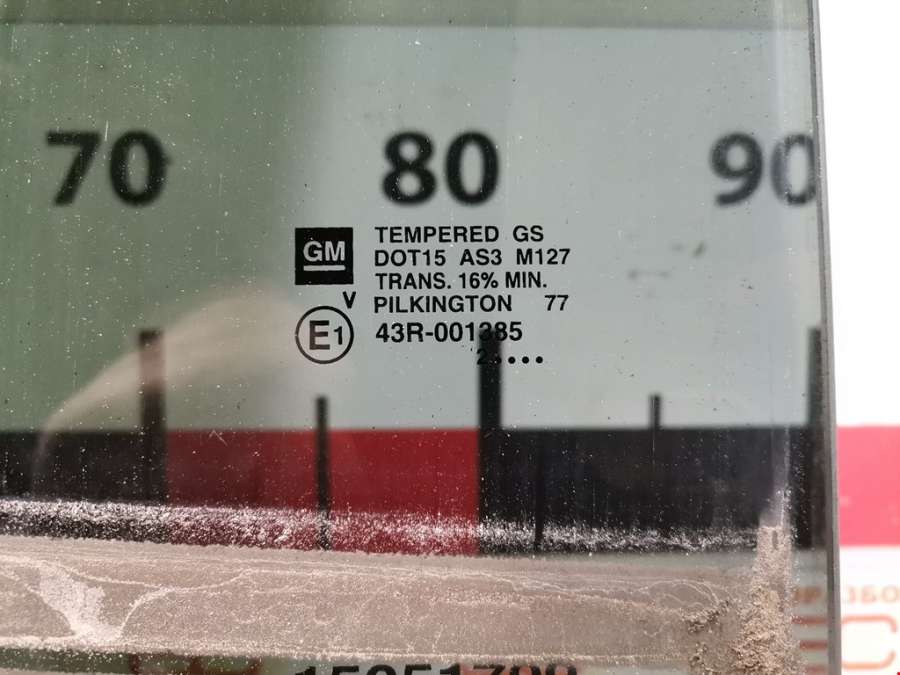 70 80 90
GM
TEMPERED GS
DOT15 AS3 M127
TRANS. 16% MIN.
V PILKINGTON 77
E1 43R-001385